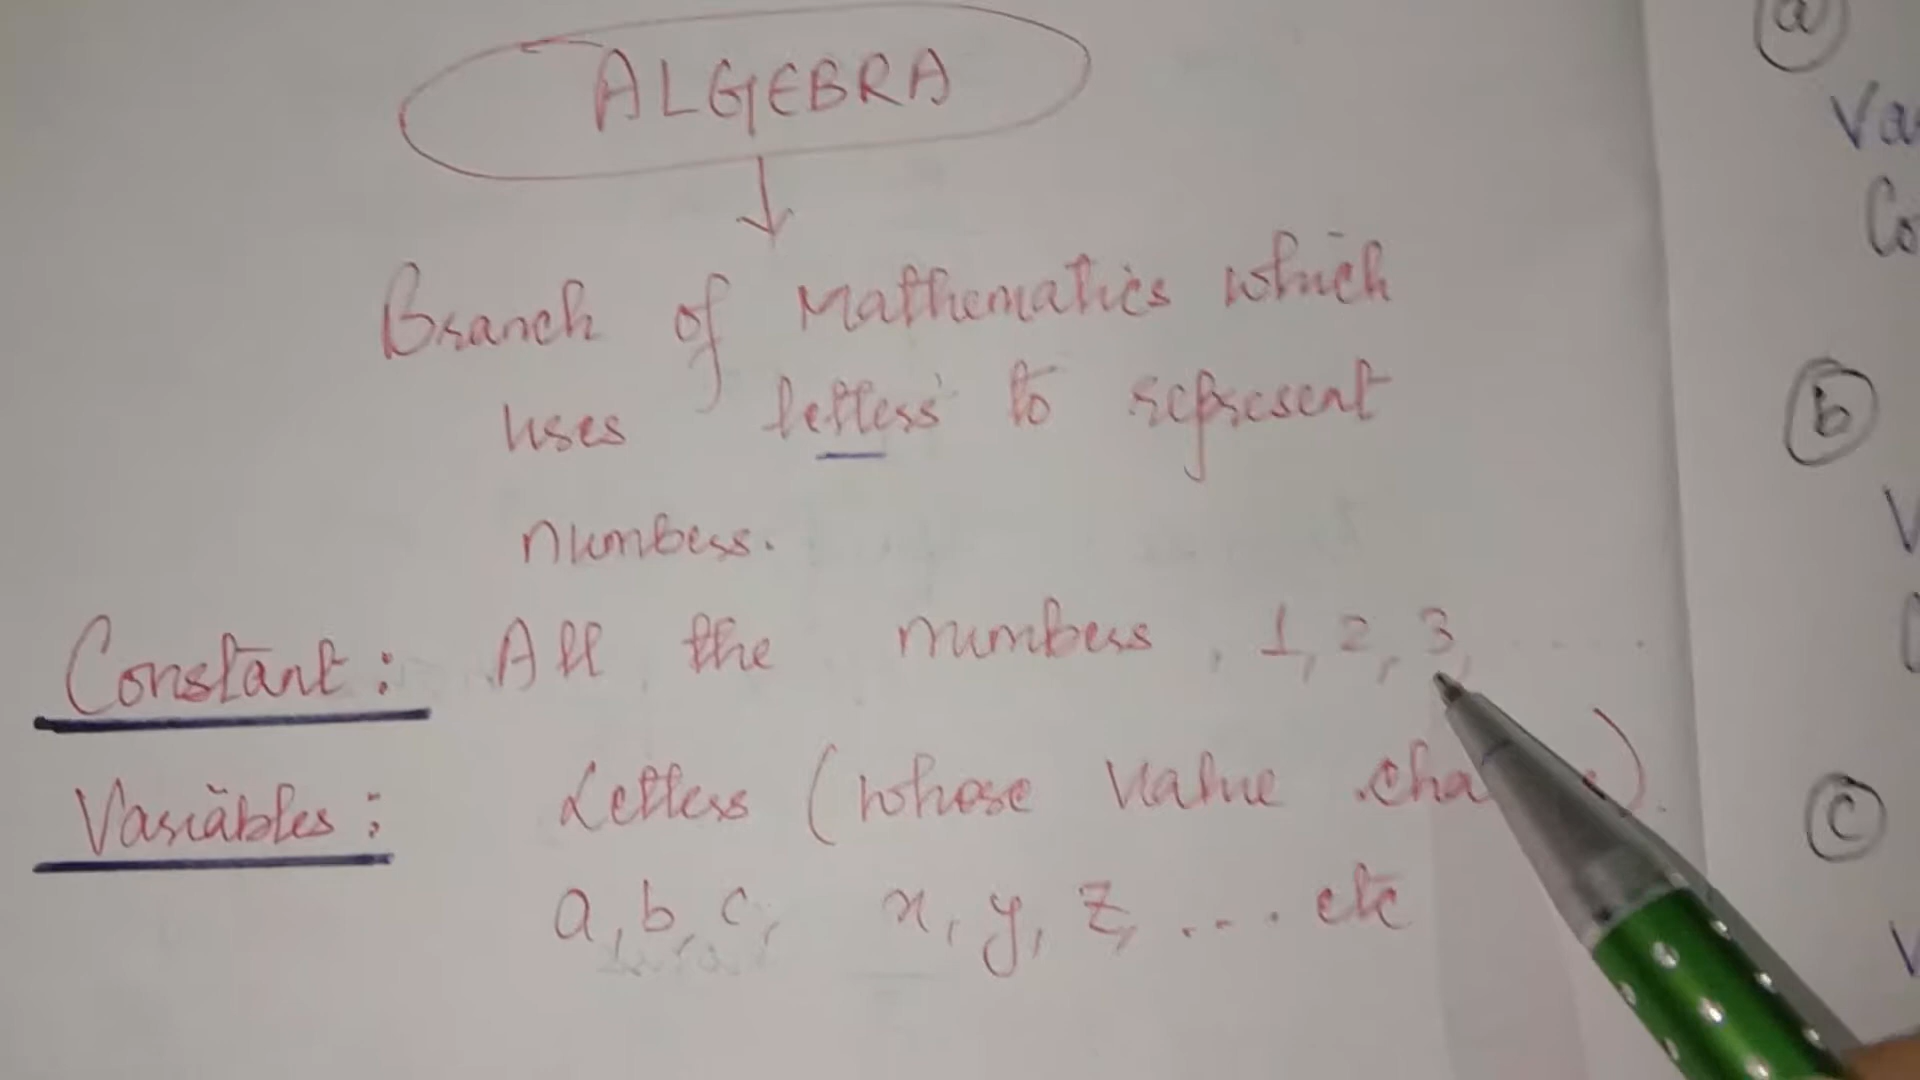 ALGEBRA
Branch of Mathematics which
uses letters to represent
numbers.
Constant: All the numbers, 1, 2, 3, .....
Variables: Letters (whose value
a, b, c, x, y, z, .... etc
a
b
c